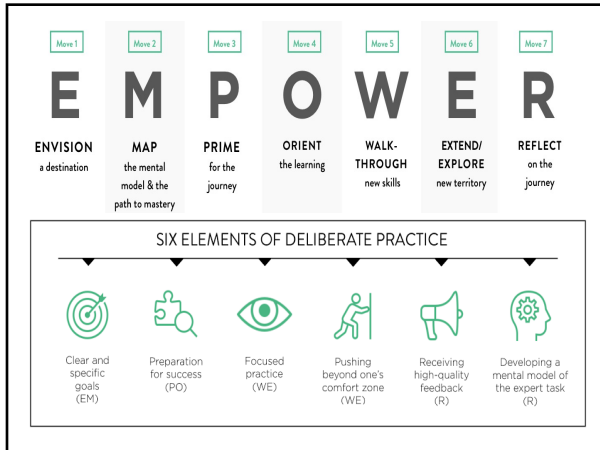 Move 1
Move 2
Move 3
Move 4
Move 5
Move 6
Move 7
E M P O W E R
ENVISION
a destination
MAP
the mental
model & the
path to mastery
PRIME
for the
journey
ORIENT
the learning
WALK-
THROUGH
new skills
EXTEND/
EXPLORE
new territory
REFLECT
on the
journey
SIX ELEMENTS OF DELIBERATE PRACTICE
Clear and
specific
goals
(EM)
Preparation
for success
(PO)
Focused
practice
(WE)
Pushing
beyond one's
comfort zone
(WE)
Receiving
high-quality
feedback
(R)
Developing a
mental model of
the expert task
(R)